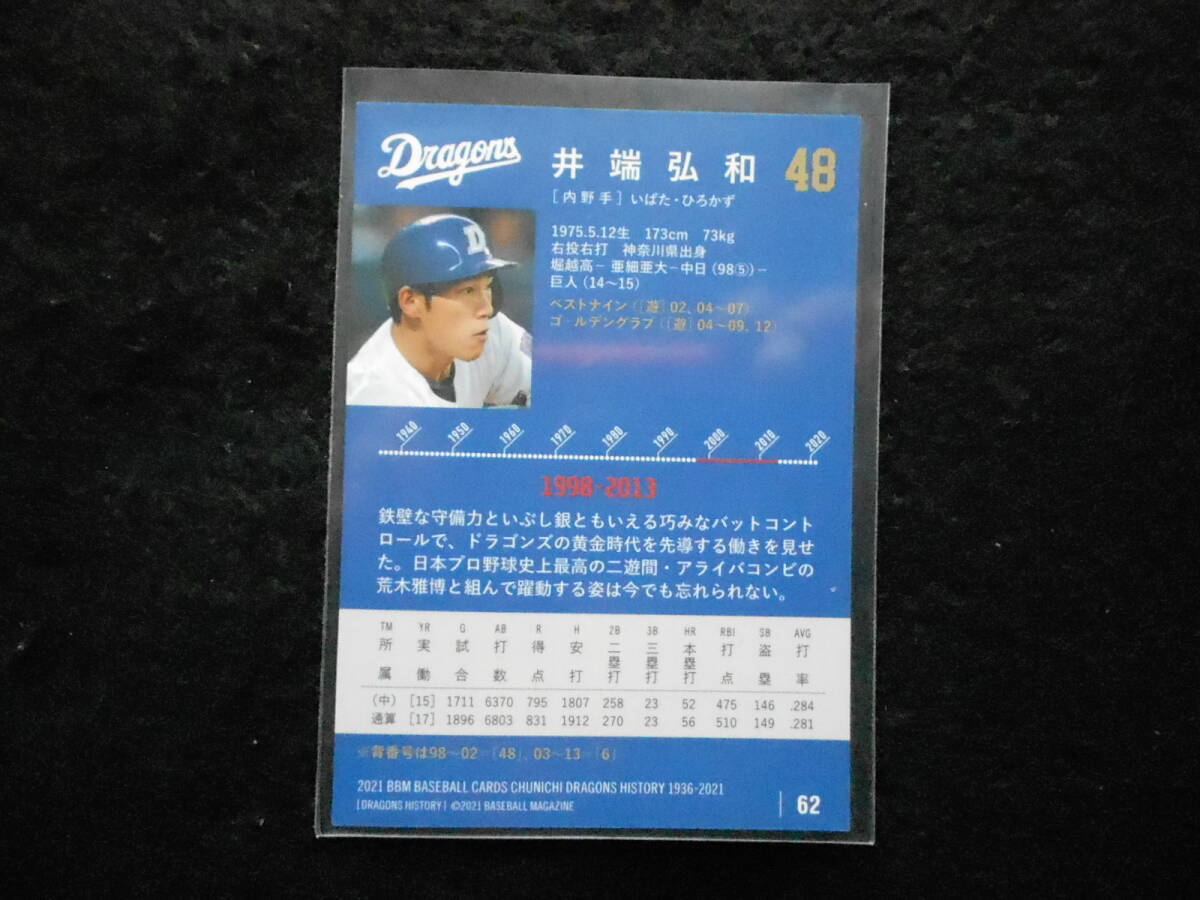 Dragons
井端弘和 48
[内野手] いばた・ひろかず
D
1975.5.12生 173cm 73kg
右投右打 神奈川県出身
堀越高－亜細亜大－中日(98⑤)－
巨人(14～15)
ベストナイン([遊]02、04～07)
ゴールデングラブ([遊]04～09、12)
1940 1950 1960 1970 1980 1990 2000 2010 2020
1998-2013
鉄壁な守備力といぶし銀ともいえる巧みなバットコント
ロールで、ドラゴンズの黄金時代を先導する働きを見せ
た。日本プロ野球史上最高の二遊間・アライバコンビの
荒木雅博と組んで躍動する姿は今でも忘れられない。
TM YR G AB R H 2B 3B HR RBI SB AVG
所属 実働 試合 打数 得点 安打 二塁打 三塁打 本塁打 打点 盗塁 打率
(中) [15] 1711 6370 795 1807 258 23 52 475 146 .284
通算 [17] 1896 6803 831 1912 270 23 56 510 149 .281
※背番号は98～02=「48」、03～13=「6」
2021 BBM BASEBALL CARDS CHUNICHI DRAGONS HISTORY 1936-2021
[DRAGONS HISTORY] ©2021 BASEBALL MAGAZINE
62